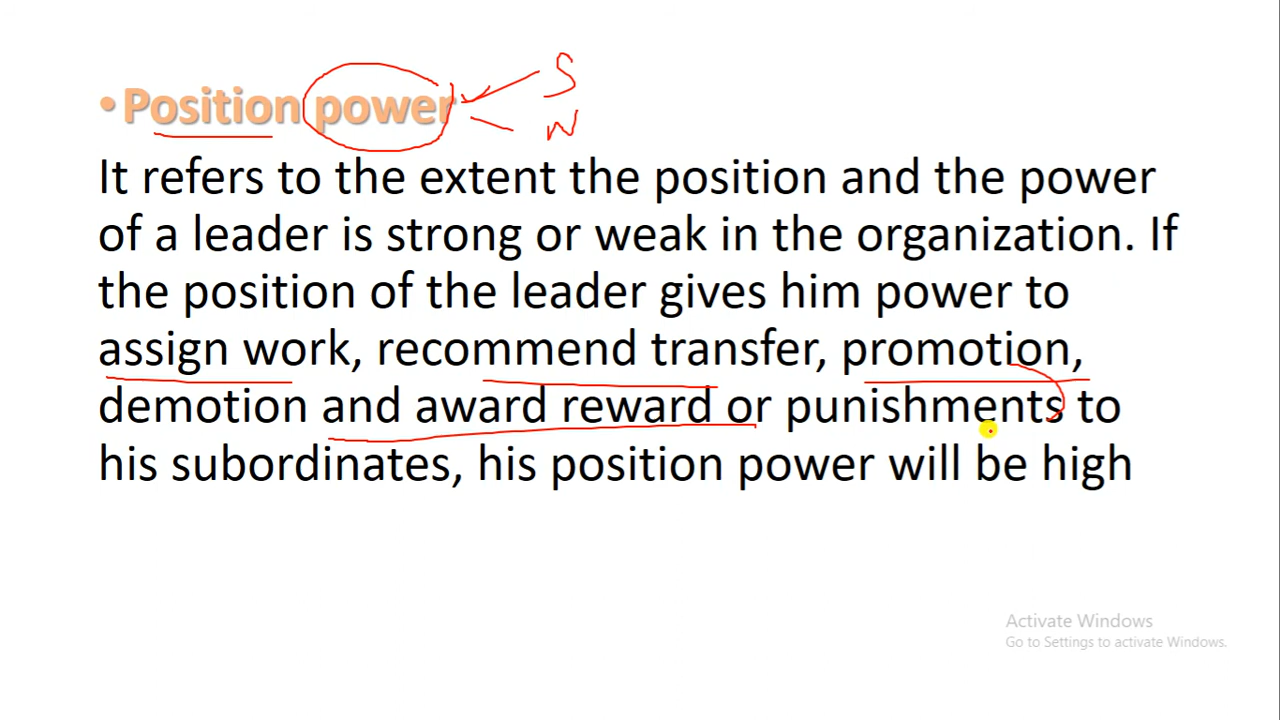 •Position power
S
N
It refers to the extent the position and the power
of a leader is strong or weak in the organization. If
the position of the leader gives him power to
assign work, recommend transfer, promotion,
demotion and award reward or punishments to
his subordinates, his position power will be high
Activate Windows
Go to Settings to activate Windows.